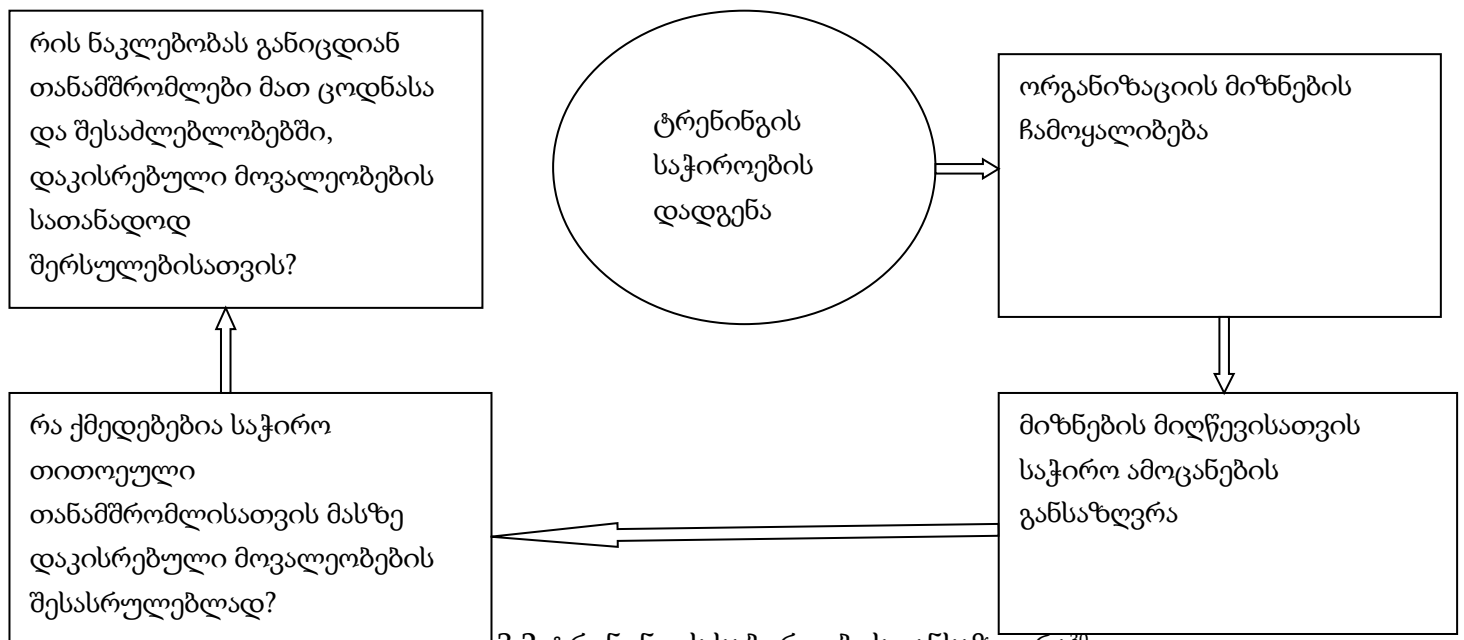 რის ნაკლებობას განიცდიან
თანამშრომლები მათ ცოდნასა
და შესაძლებლობებში,
დაკისრებული მოვალეობების
სათანადოდ
შერსულებისათვის?
ტრენინგის
საჭიროების
დადგენა
ორგანიზაციის მიზნების
ჩამოყალიბება
რა ქმედებებია საჭირო
თითოეული
თანამშრომლისათვის მასზე
დაკისრებული მოვალეობების
შესასრულებლად?
მიზნების მიღწევისათვის
საჭირო ამოცანების
განსაზღვრა